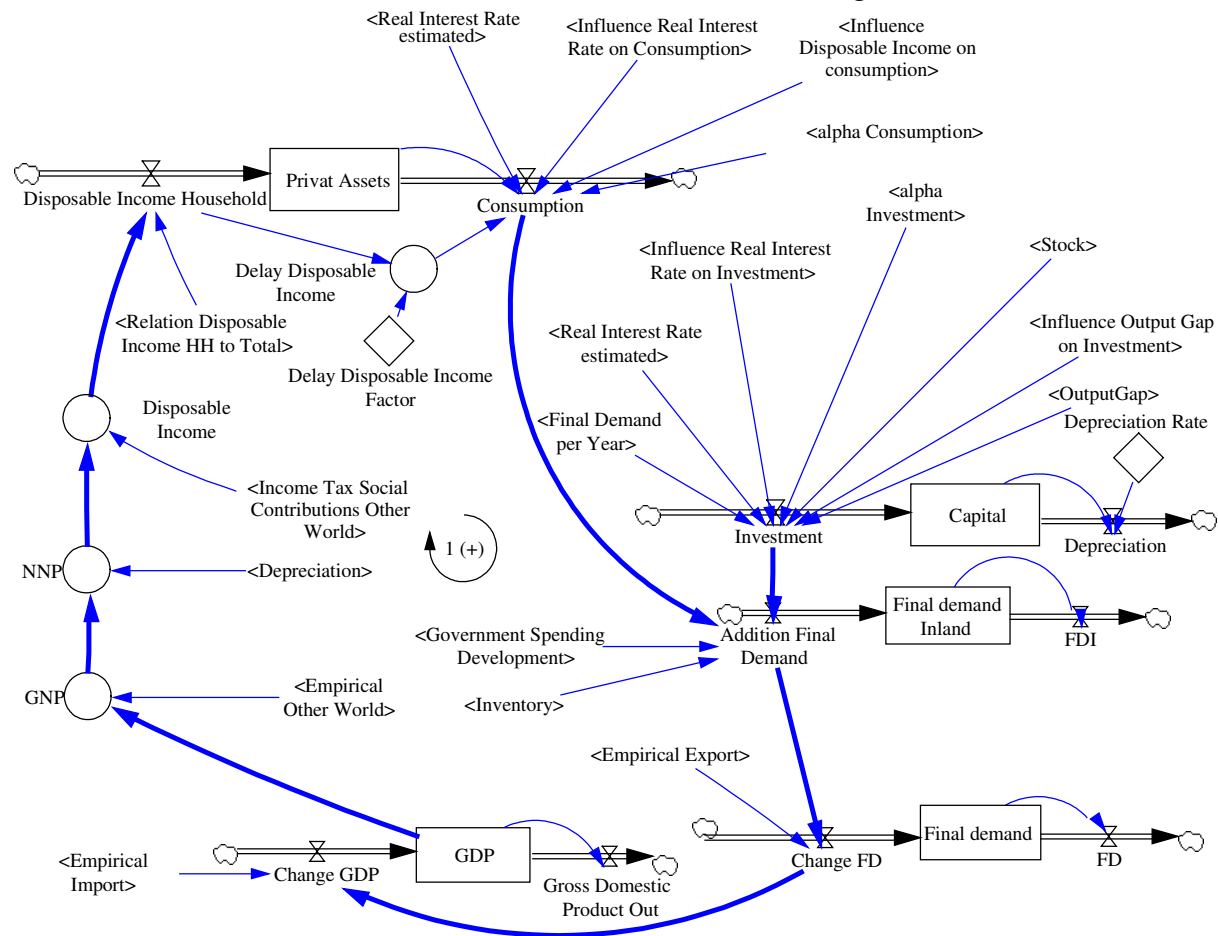 <Real Interest Rate
estimated>
<Influence Real Interest
Rate on Consumption>
<Influence
Disposable Income on
consumption>
<alpha Consumption>
Privat Assets
Disposable Income Household
Consumption
<alpha
Investment>
<Influence Real Interest
Rate on Investment>
<Stock>
Delay Disposable
Income
<Relation Disposable
Income HH to Total>
<Real Interest Rate
estimated>
<Influence Output Gap
on Investment>
Delay Disposable Income
Factor
<OutputGap>
Depreciation Rate
Disposable
Income
<Final Demand
per Year>
<Income Tax Social
Contributions Other
World>
Capital
Investment
Depreciation
1 (+)
NNP
<Depreciation>
Final demand
Inland
<Government Spending
Development>
Addition Final
Demand
FDI
GNP
<Empirical
Other World>
<Inventory>
<Empirical Export>
Final demand
Change FD
FD
GDP
<Empirical
Import>
Change GDP
Gross Domestic
Product Out